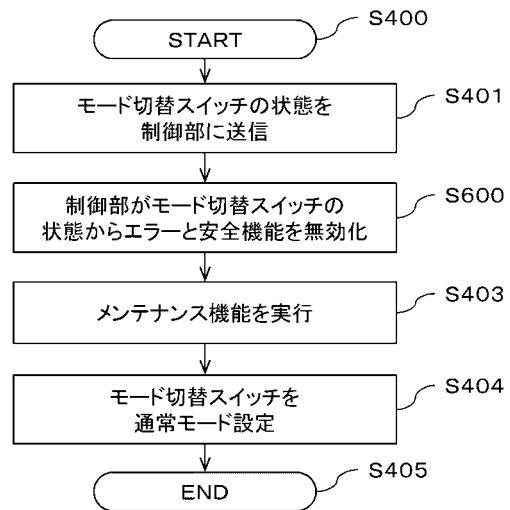 START
S400
モード切替スイッチの状態を
制御部に送信
S401
制御部がモード切替スイッチの
状態からエラーと安全機能を無効化
S600
メンテナンス機能を実行
S403
モード切替スイッチを
通常モード設定
S404
END
S405